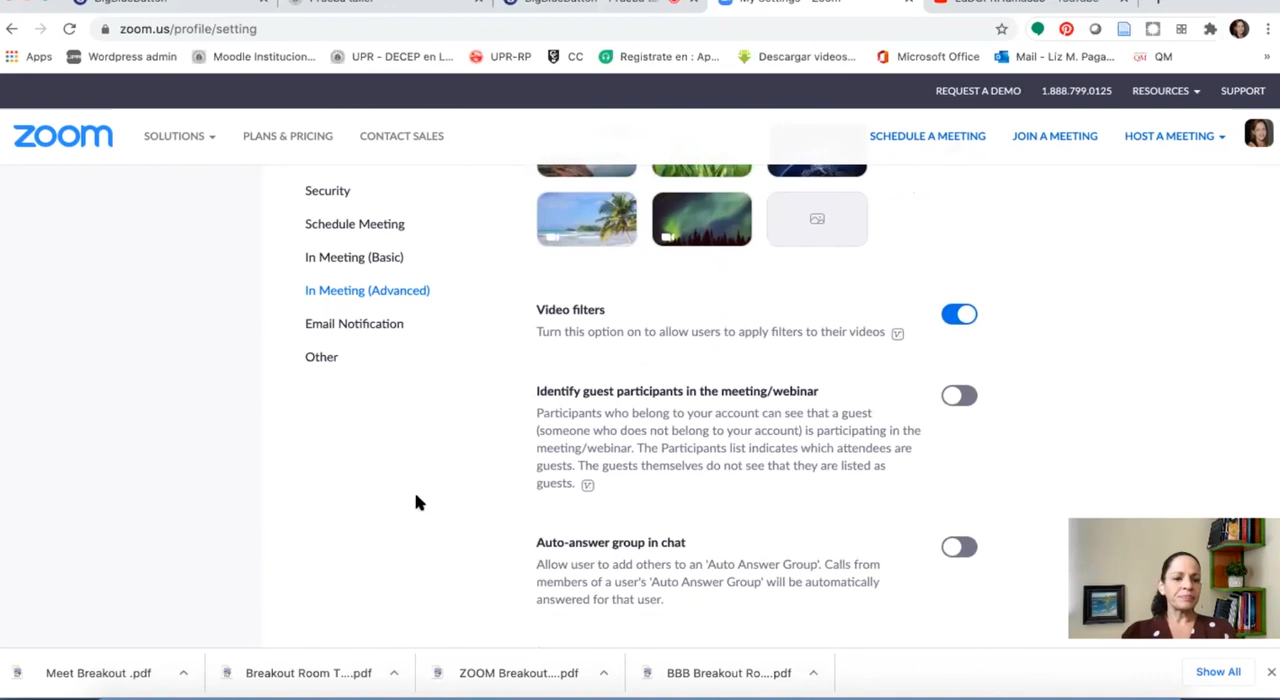 zoom.us/profile/setting
Apps Wordpress admin Moodle Institucion... UPR - DECEP en L... UPR-RP CC Registrate en : Ap... Descargar videos... Microsoft Office Mail - Liz M. Paga... QM QM »
REQUEST A DEMO 1.888.799.0125 RESOURCES SUPPORT
zoom SOLUTIONS PLANS & PRICING CONTACT SALES SCHEDULE A MEETING JOIN A MEETING HOST A MEETING
Security
Schedule Meeting
In Meeting (Basic)
In Meeting (Advanced)
Email Notification
Other
Video filters
Turn this option on to allow users to apply filters to their videos
Identify guest participants in the meeting/webinar
Participants who belong to your account can see that a guest
(someone who does not belong to your account) is participating in the
meeting/webinar. The Participants list indicates which attendees are
guests. The guests themselves do not see that they are listed as
guests.
Auto-answer group in chat
Allow user to add others to an 'Auto Answer Group'. Calls from
members of a user's 'Auto Answer Group' will be automatically
answered for that user.
Meet Breakout .pdf Breakout Room T....pdf ZOOM Breakout....pdf BBB Breakout Ro....pdf Show All